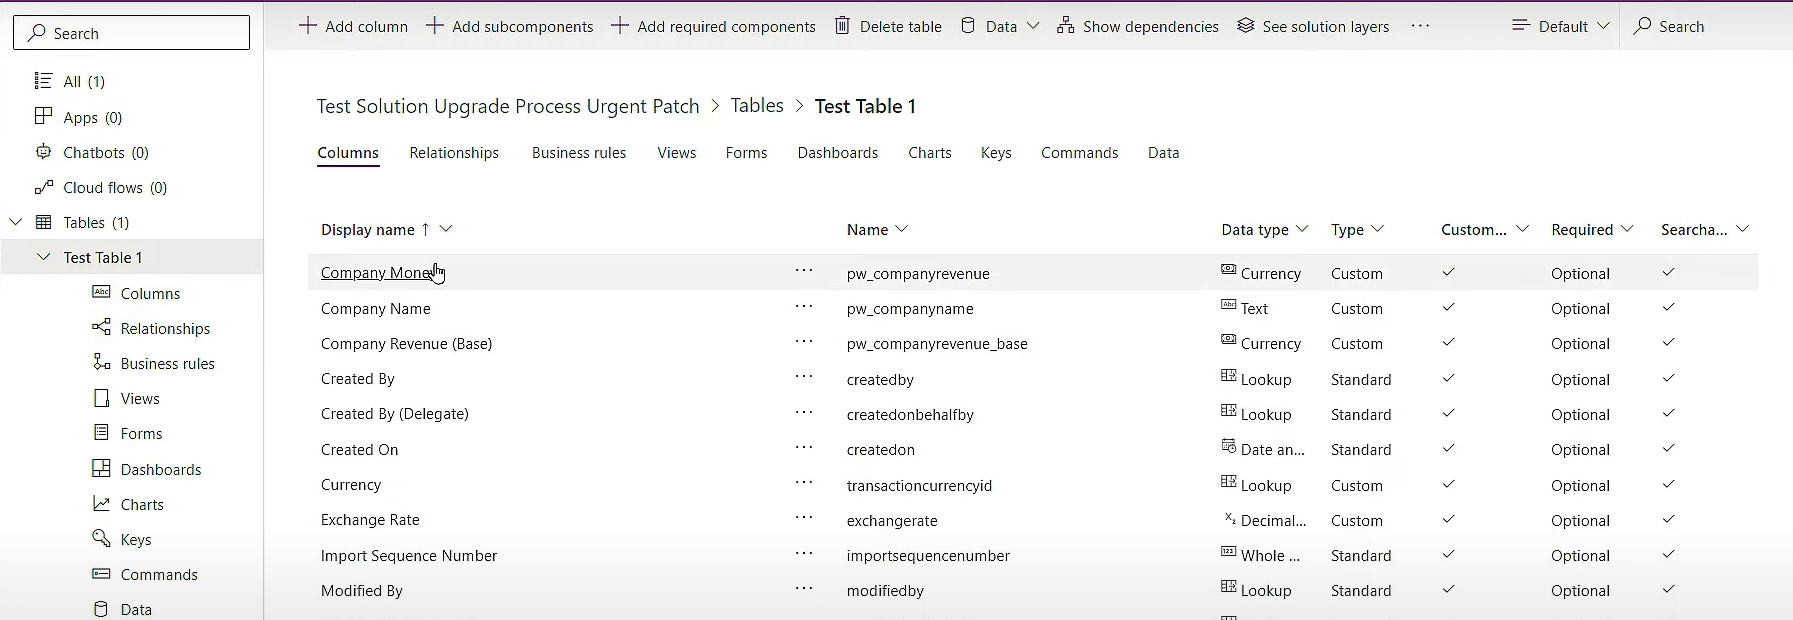 Search
All (1)
Apps (0)
Chatbots (0)
Cloud flows (0)
Tables (1)
Test Table 1
Columns
Relationships
Business rules
Views
Forms
Dashboards
Charts
Keys
Commands
Data
Add column Add subcomponents Add required components Delete table Data Show dependencies See solution layers ... Default Search
Test Solution Upgrade Process Urgent Patch > Tables > Test Table 1
Columns Relationships Business rules Views Forms Dashboards Charts Keys Commands Data
Display name ↑ Name Data type Type Custom... Required Searcha...
Company Mone ... pw_companyrevenue Currency Custom Optional
Company Name ... pw_companyname Abc Text Custom Optional
Company Revenue (Base) ... pw_companyrevenue_base Currency Custom Optional
Created By ... createdby Lookup Standard Optional
Created By (Delegate) ... createdonbehalfby Lookup Standard Optional
Created On ... createdon Date an... Standard Optional
Currency ... transactioncurrencyid Lookup Custom Optional
Exchange Rate ... exchangerate Decimal... Custom Optional
Import Sequence Number ... importsequencenumber 123 Whole ... Standard Optional
Modified By ... modifiedby Lookup Standard Optional